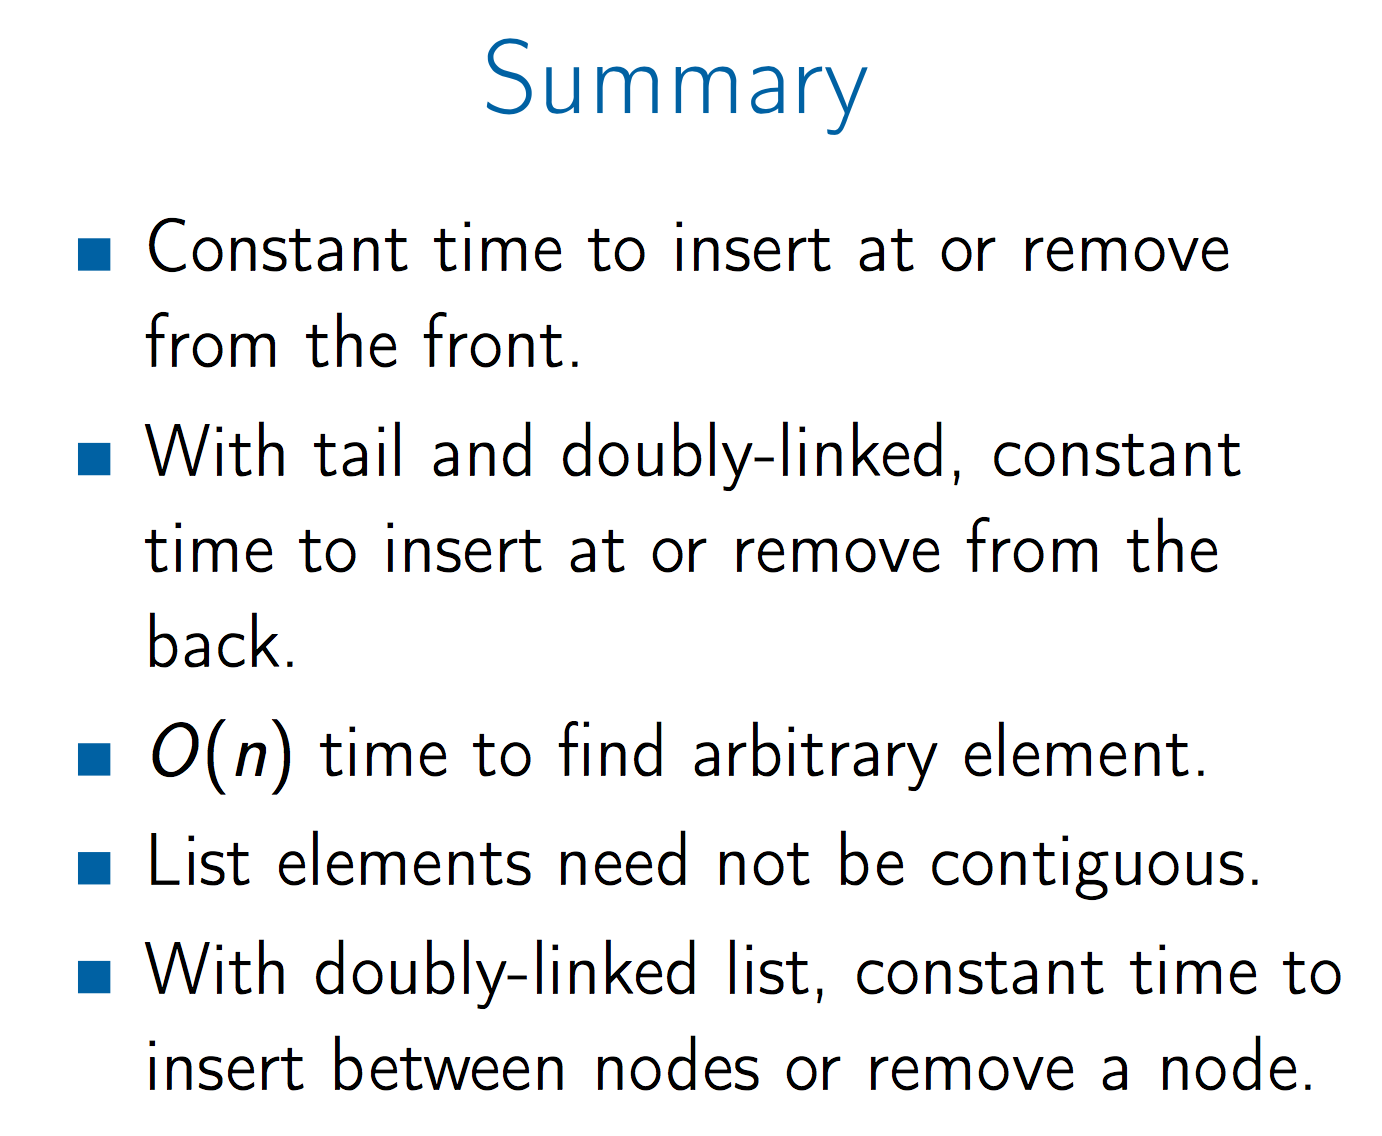 Summary
Constant time to insert at or remove
from the front.
With tail and doubly-linked, constant
time to insert at or remove from the
back.
O(n) time to find arbitrary element.
List elements need not be contiguous.
With doubly-linked list, constant time to
insert between nodes or remove a node.